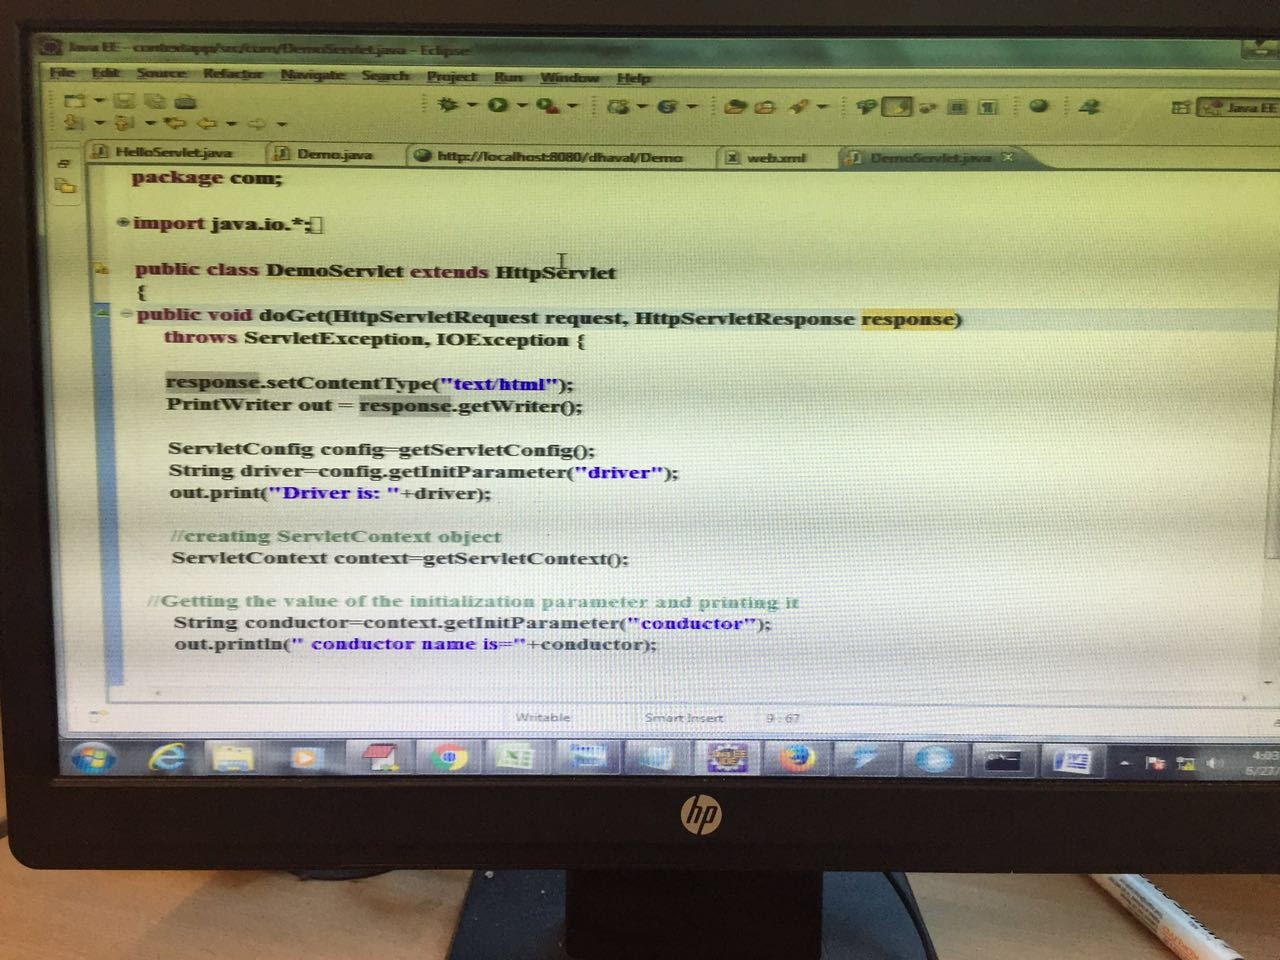 Java EE - contextapp/src/com/DemoServlet.java - Eclipse
File Edit Source Refactor Navigate Search Project Run Window Help
Java EE
HelloServlet.java Demo.java http://localhost:8080/dhaval/Demo web.xml DemoServlet.java
package com;
import java.io.*;
public class DemoServlet extends HttpServlet
{
public void doGet(HttpServletRequest request, HttpServletResponse response)
throws ServletException, IOException {
response.setContentType("text/html");
PrintWriter out = response.getWriter();
ServletConfig config=getServletConfig();
String driver=config.getInitParameter("driver");
out.print("Driver is: "+driver);
//creating ServletContext object
ServletContext context=getServletContext();
//Getting the value of the initialization parameter and printing it
String conductor=context.getInitParameter("conductor");
out.println(" conductor name is="+conductor);
Writable Smart Insert 9 : 67
hp